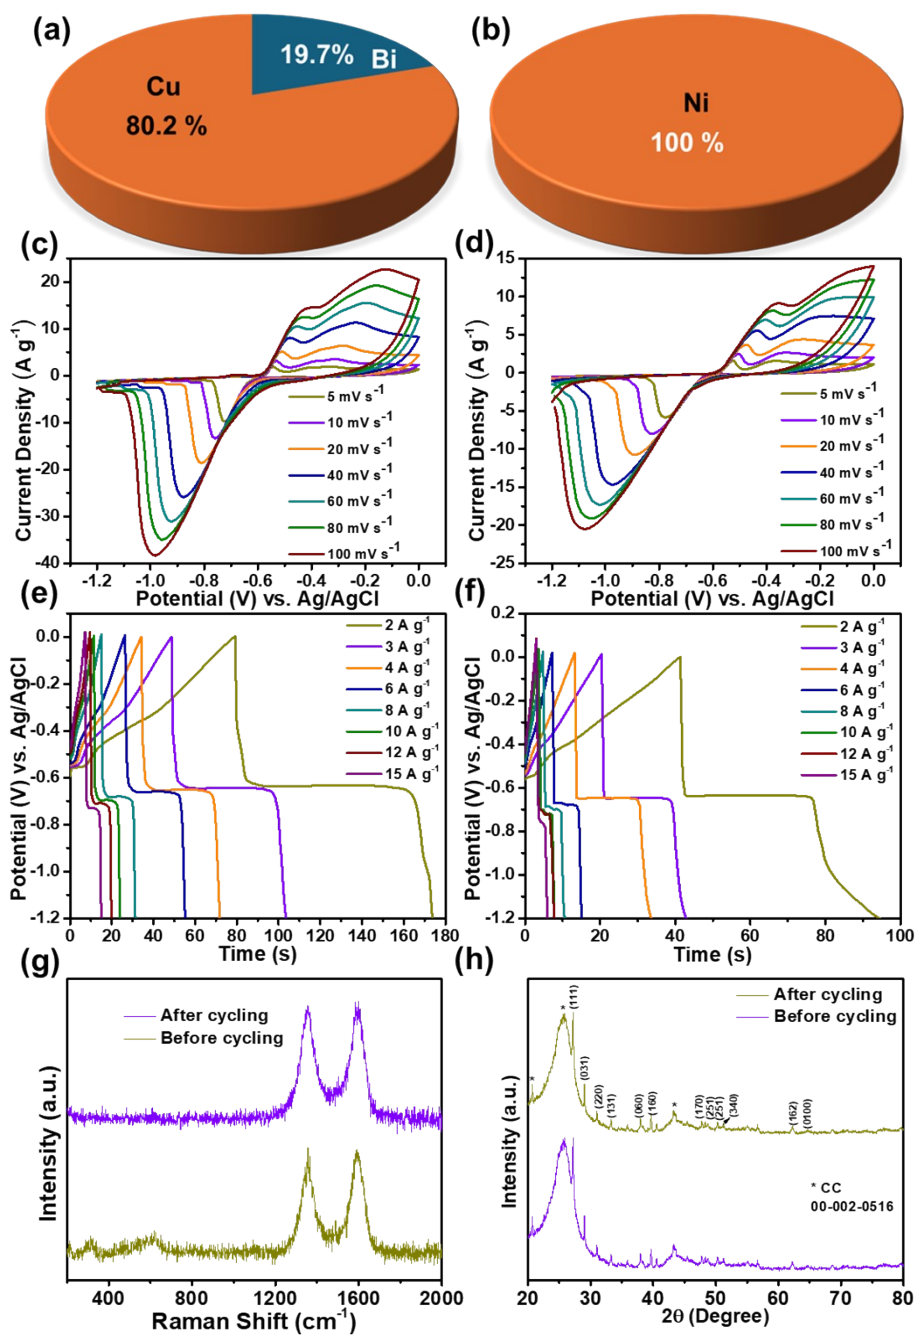 (a)
19.7%
Bi
Cu
80.2 %
(b)
Ni
100 %
(c)
Current Density (A g-1)
20
10
0
-10
-20
-30
-40
5 mV s-1
10 mV s-1
20 mV s-1
40 mV s-1
60 mV s-1
80 mV s-1
100 mV s-1
-1.2 -1.0 -0.8 -0.6 -0.4 -0.2 0.0
Potential (V) vs. Ag/AgCl
(d)
Current Density (A g-1)
15
10
5
0
-5
-10
-15
-20
-25
5 mV s-1
10 mV s-1
20 mV s-1
40 mV s-1
60 mV s-1
80 mV s-1
100 mV s-1
-1.2 -1.0 -0.8 -0.6 -0.4 -0.2 0.0
Potential (V) vs. Ag/AgCl
(e)
Potential (V) vs. Ag/AgCl
0.0
-0.2
-0.4
-0.6
-0.8
-1.0
-1.2
2 A g-1
3 A g-1
4 A g-1
6 A g-1
8 A g-1
10 A g-1
12 A g-1
15 A g-1
0 20 40 60 80 100 120 140 160 180
Time (s)
(f)
Potential (V) vs. Ag/AgCl
0.2
0.0
-0.2
-0.4
-0.6
-0.8
-1.0
-1.2
2 A g-1
3 A g-1
4 A g-1
6 A g-1
8 A g-1
10 A g-1
12 A g-1
15 A g-1
0 20 40 60 80 100
Time (s)
(g)
Intensity (a.u.)
After cycling
Before cycling
400 800 1200 1600 2000
Raman Shift (cm-1)
(h)
Intensity (a.u.)
After cycling
Before cycling
*
*
(111)
(031)
(220)
(131)
(060)
(160)
*
(170)
(251)
(251)
(340)
(162)
(0100)
* CC
00-002-0516
20 30 40 50 60 70 80
2θ (Degree)